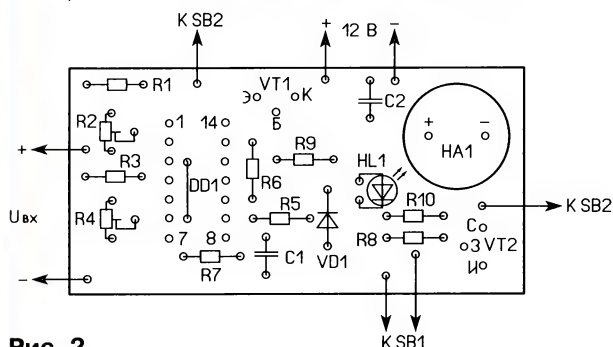 K SB2
+ 12 В −
R1
Э VT1 К
Б
C2
R2
1 14
+
R3
R9
+ −
HA1
HL1
DD1
R6
Uвх
R4
R5
R10
K SB2
R8
С
З VT2
И
7 8
R7
C1
VD1
−
K SB1
Рис. 2